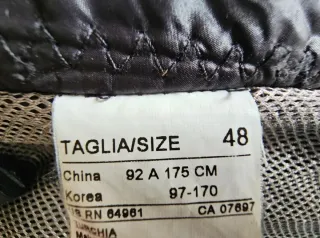 TAGLIA/SIZE 48
China 92 A 175 CM
Korea 97-170
RN 64961 CA 07697